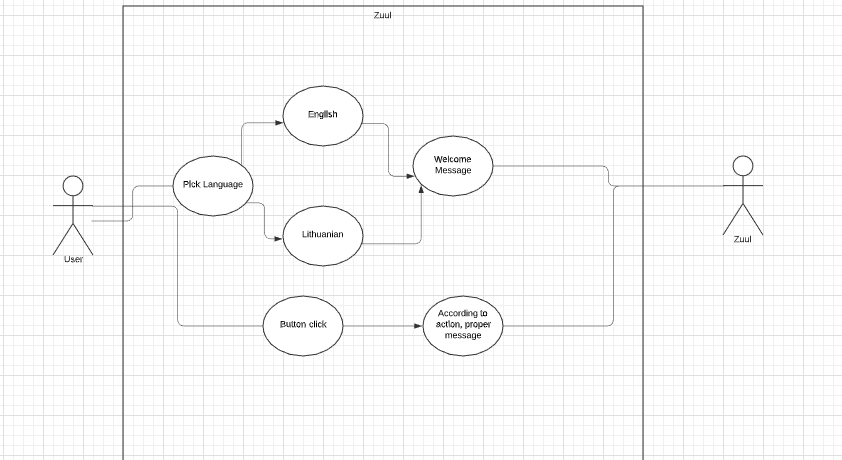 Zuul
English
Welcome
Message
Pick Language
Lithuanian
User
Zuul
Button click
According to
action, proper
message